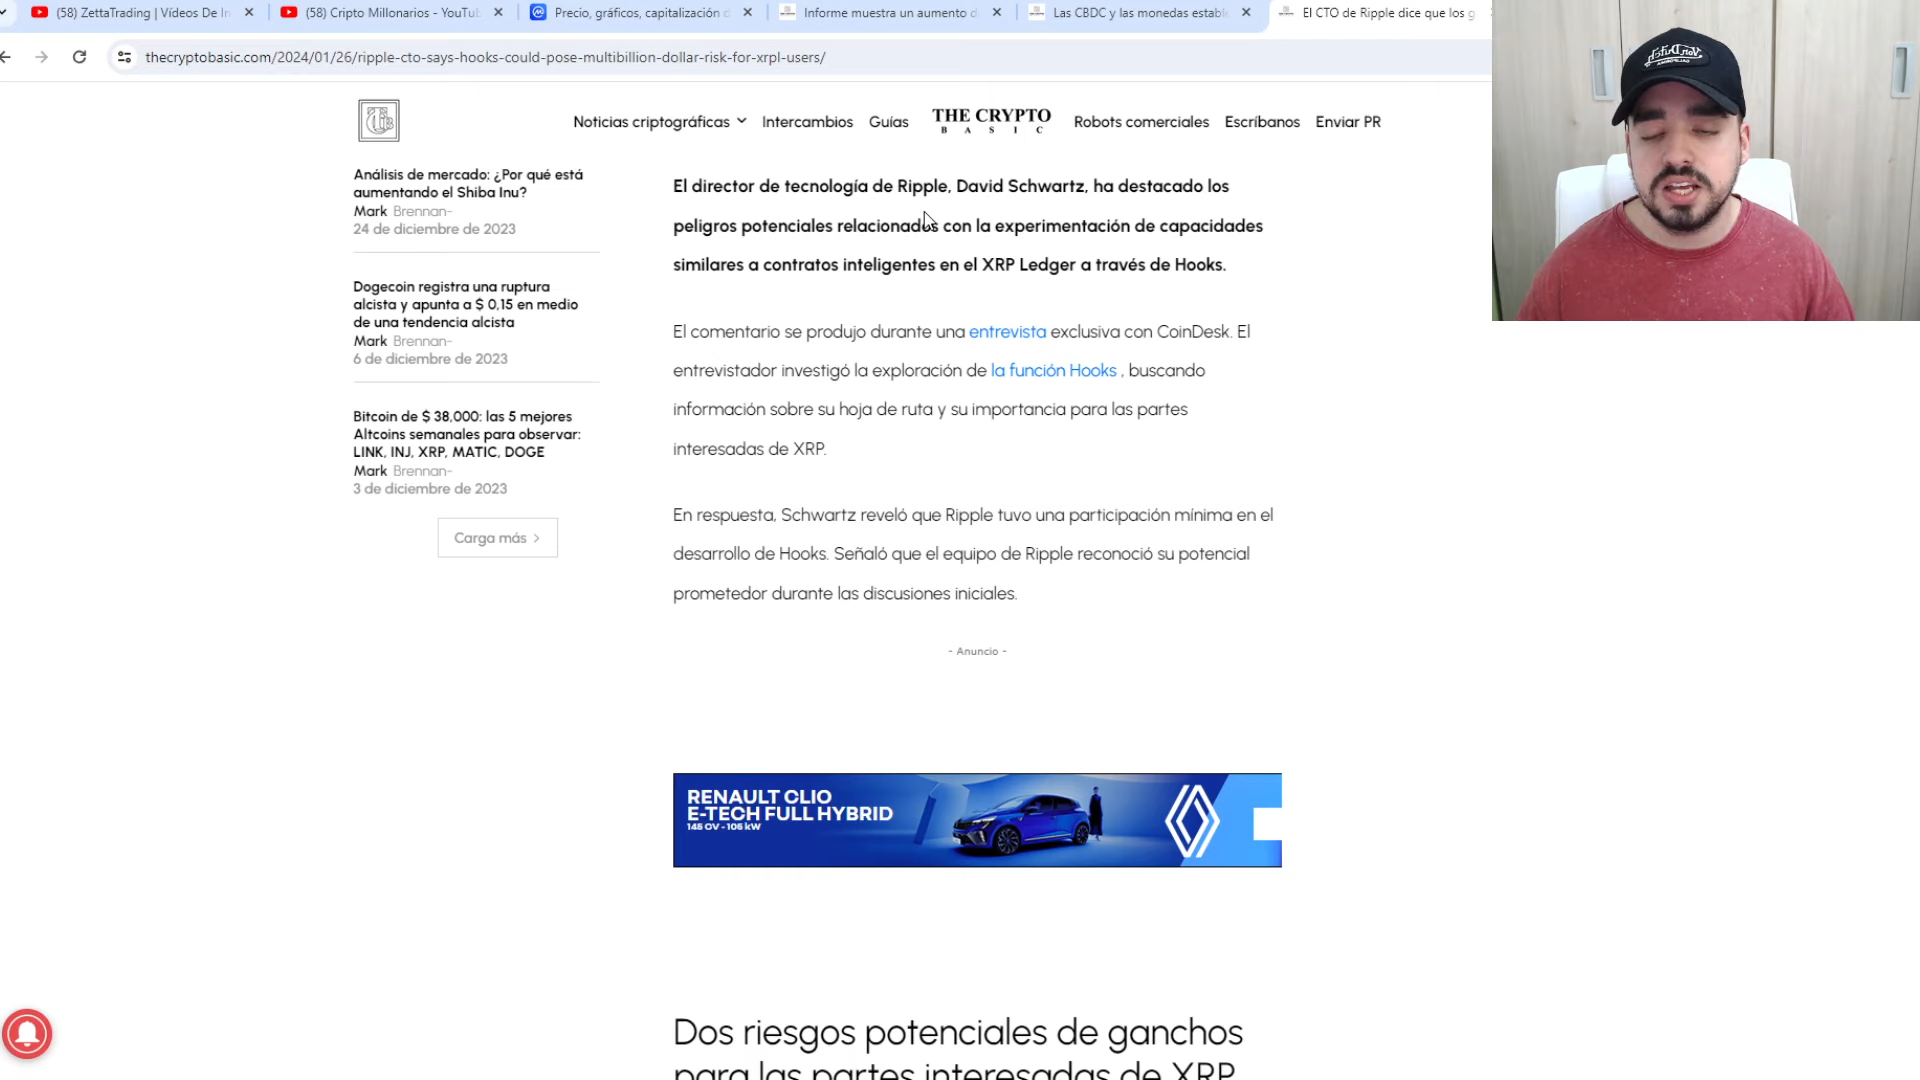 (58) ZettaTrading | Vídeos De In
(58) Cripto Millonarios - YouTub
Precio, gráficos, capitalización d
Informe muestra un aumento d
Las CBDC y las monedas establ
El CTO de Ripple dice que los g
thecryptobasic.com/2024/01/26/ripple-cto-says-hooks-could-pose-multibillion-dollar-risk-for-xrpl-users/
Noticias criptográficas
Intercambios
Guías
THE CRYPTO
BASIC
Robots comerciales
Escríbanos
Enviar PR
Análisis de mercado: ¿Por qué está
aumentando el Shiba Inu?
Mark Brennan-
24 de diciembre de 2023
Dogecoin registra una ruptura
alcista y apunta a $ 0,15 en medio
de una tendencia alcista
Mark Brennan-
6 de diciembre de 2023
Bitcoin de $ 38,000: las 5 mejores
Altcoins semanales para observar:
LINK, INJ, XRP, MATIC, DOGE
Mark Brennan-
3 de diciembre de 2023
Carga más >
El director de tecnología de Ripple, David Schwartz, ha destacado los
peligros potenciales relacionados con la experimentación de capacidades
similares a contratos inteligentes en el XRP Ledger a través de Hooks.
El comentario se produjo durante una entrevista exclusiva con CoinDesk. El
entrevistador investigó la exploración de la función Hooks , buscando
información sobre su hoja de ruta y su importancia para las partes
interesadas de XRP.
En respuesta, Schwartz reveló que Ripple tuvo una participación mínima en el
desarrollo de Hooks. Señaló que el equipo de Ripple reconoció su potencial
prometedor durante las discusiones iniciales.
- Anuncio -
RENAULT CLIO
E-TECH FULL HYBRID
145 CV - 105 kW
Dos riesgos potenciales de ganchos
para las partes interesadas de XRP